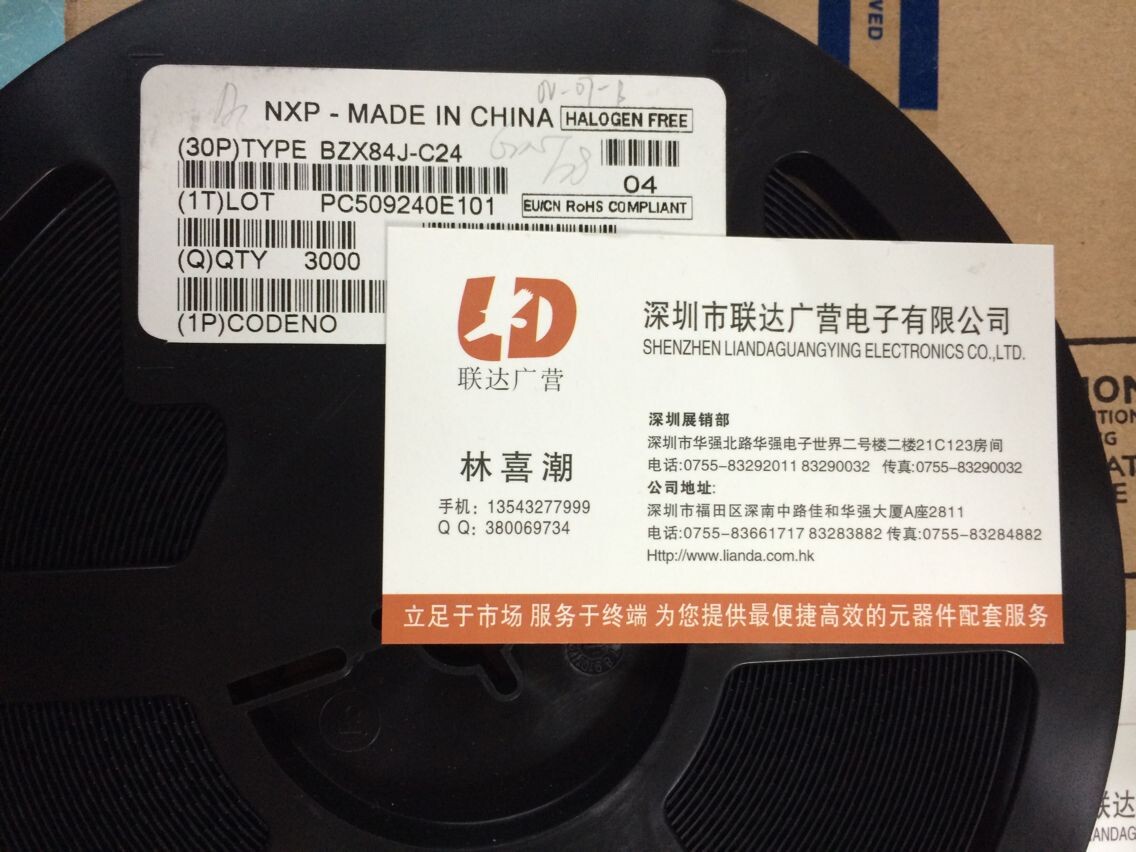 VED
NXP - MADE IN CHINA HALOGEN FREE
(30P)TYPE BZX84J-C24
04
(1T)LOT PC509240E101 EU/CN RoHS COMPLIANT
(Q)QTY 3000
(1P)CODENO
LD
联达广营
深圳市联达广营电子有限公司
SHENZHEN LIANDAGUANGYING ELECTRONICS CO.,LTD.
林喜潮
手机: 13543277999
Q Q: 380069734
深圳展销部
深圳市华强北路华强电子世界二号楼二楼21C123房间
电话:0755-83292011 83290032 传真:0755-83290032
公司地址:
深圳市福田区深南中路佳和华强大厦A座2811
电话:0755-83661717 83283882 传真:0755-83284882
Http://www.lianda.com.hk
立足于市场 服务于终端 为您提供最便捷高效的元器件配套服务
ION
TION
G
AT
E
联达
IANDAG